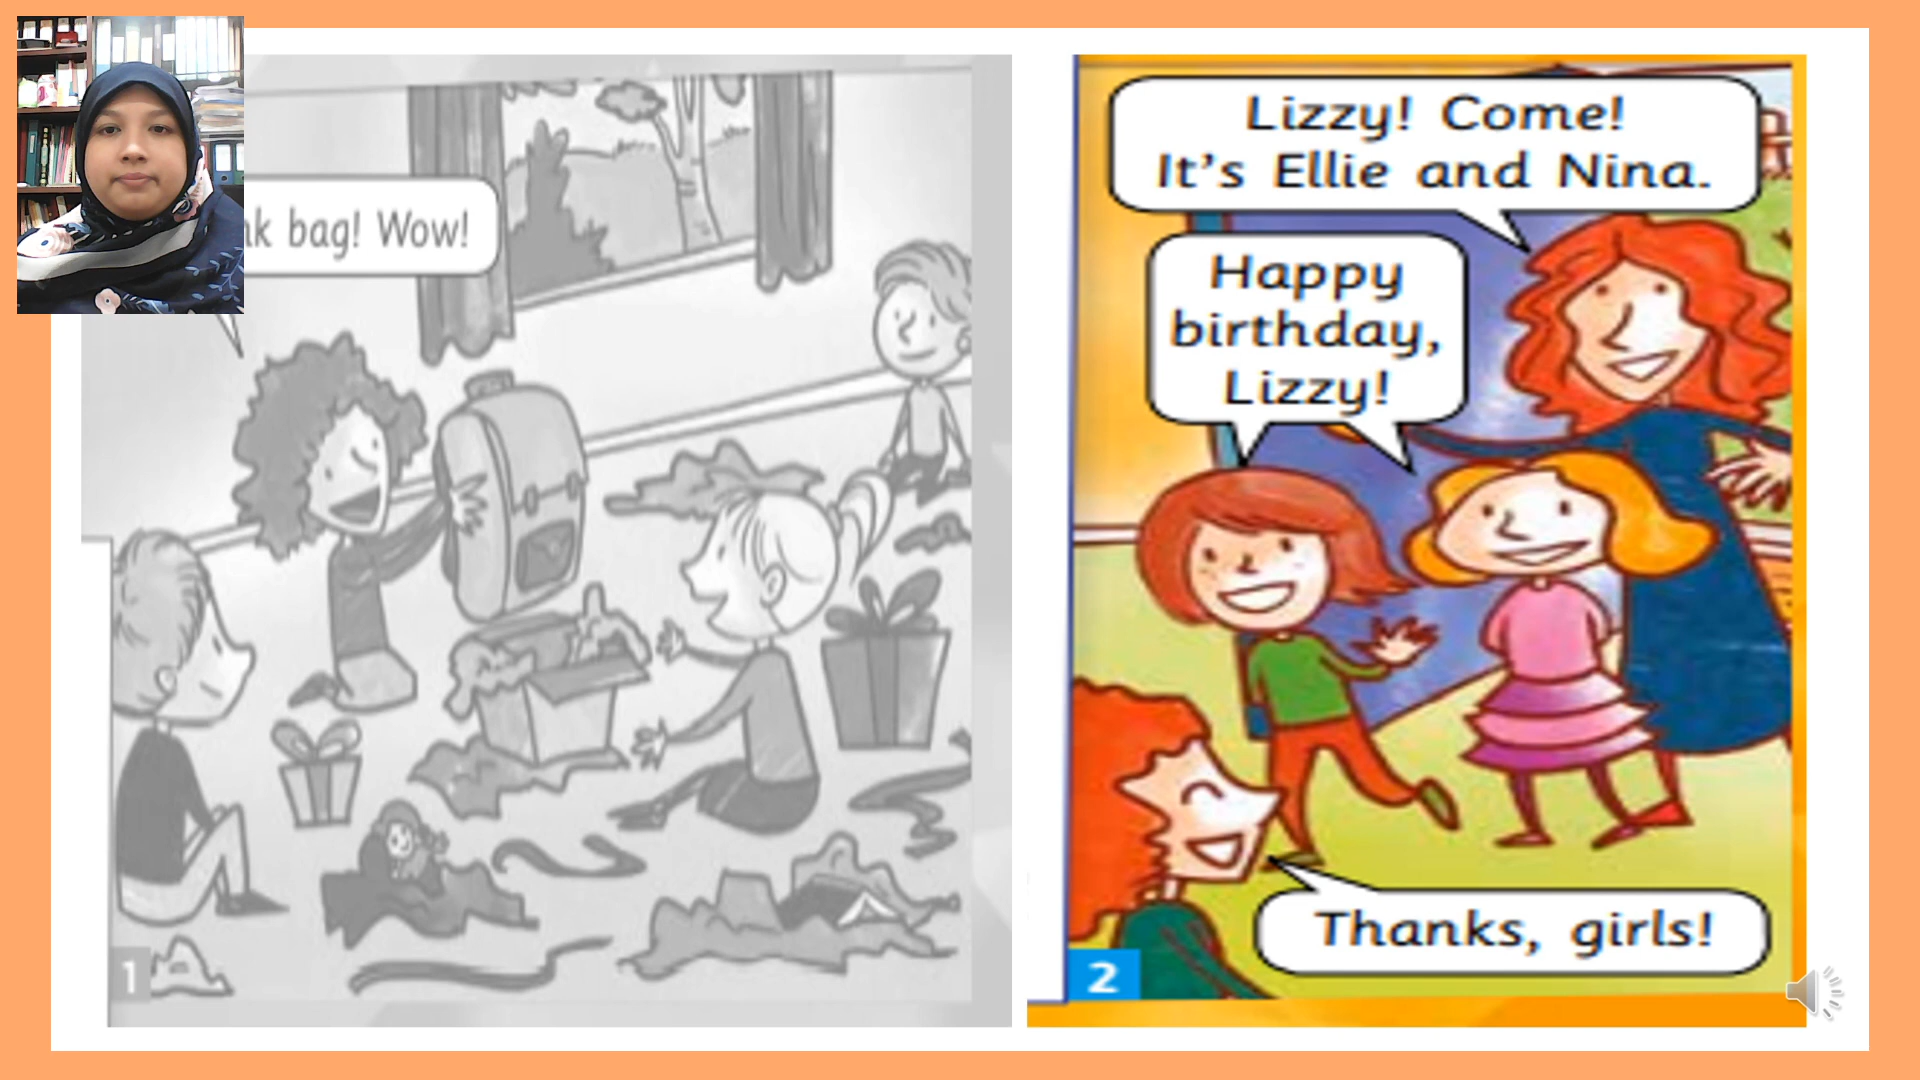 bag! Wow!
1
Lizzy! Come!
It's Ellie and Nina.
Happy
birthday,
Lizzy!
Thanks, girls!
2